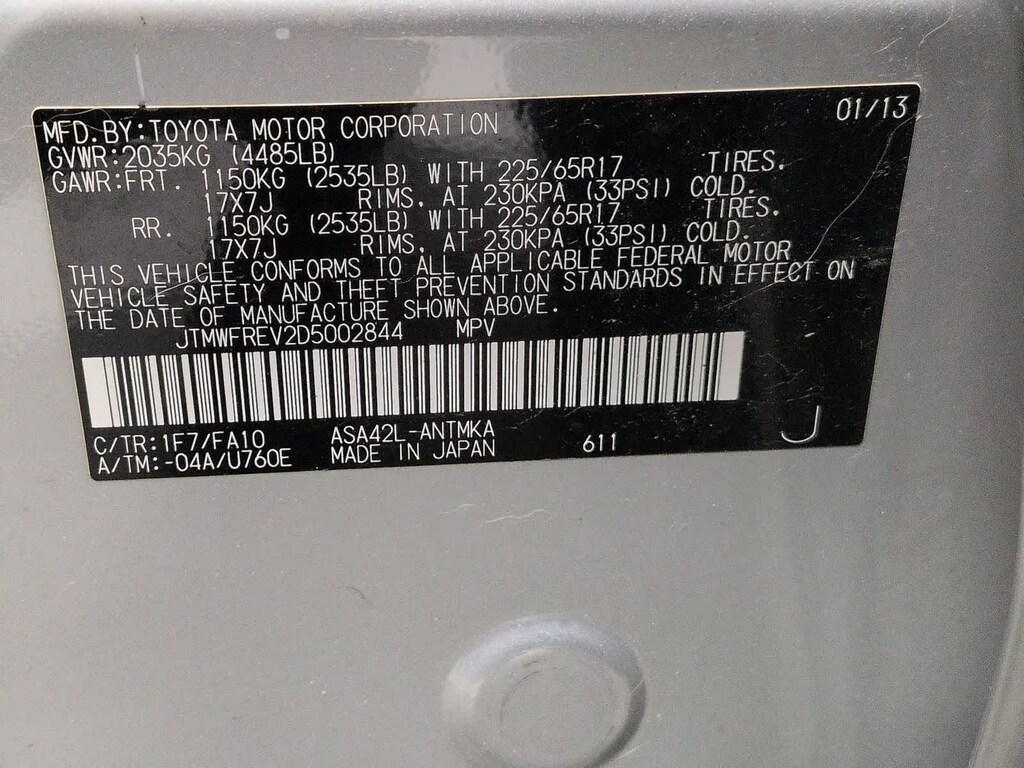 01/13
MFD. BY:TOYOTA MOTOR CORPORATION
GVWR:2035KG (4485LB)
GAWR:FRT. 1150KG (2535LB) WITH 225/65R17 TIRES.
17X7J RIMS, AT 230KPA (33PSI) COLD.
RR. 1150KG (2535LB) WITH 225/65R17 TIRES.
17X7J RIMS, AT 230KPA (33PSI) COLD.
THIS VEHICLE CONFORMS TO ALL APPLICABLE FEDERAL MOTOR
VEHICLE SAFETY AND THEFT PREVENTION STANDARDS IN EFFECT ON
THE DATE OF MANUFACTURE SHOWN ABOVE.
JTMWFREV2D5002844 MPV
C/TR:1F7/FA10 ASA42L-ANTMKA 611 J
A/TM:-04A/U760E MADE IN JAPAN